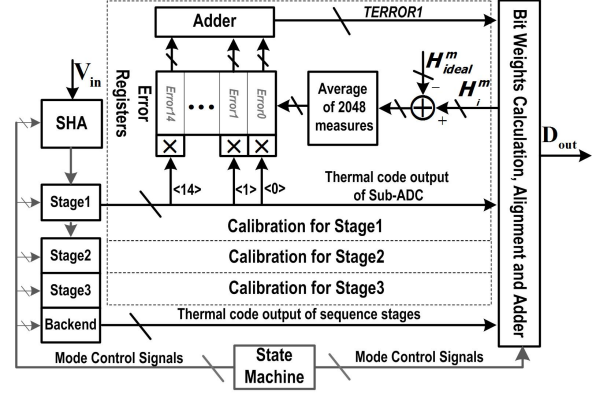 Adder
TERROR1
V_in
Error Registers
Error14
•••
Error1
Error0
Average of 2048 measures
H^m_ideal
−
+
H^m_i
SHA
<14>
<1>
<0>
Thermal code output of Sub-ADC
Stage1
Calibration for Stage1
Stage2
Calibration for Stage2
Stage3
Calibration for Stage3
Backend
Thermal code output of sequence stages
Bit Weights Calculation, Alignment and Adder
D_out
Mode Control Signals
State Machine
Mode Control Signals